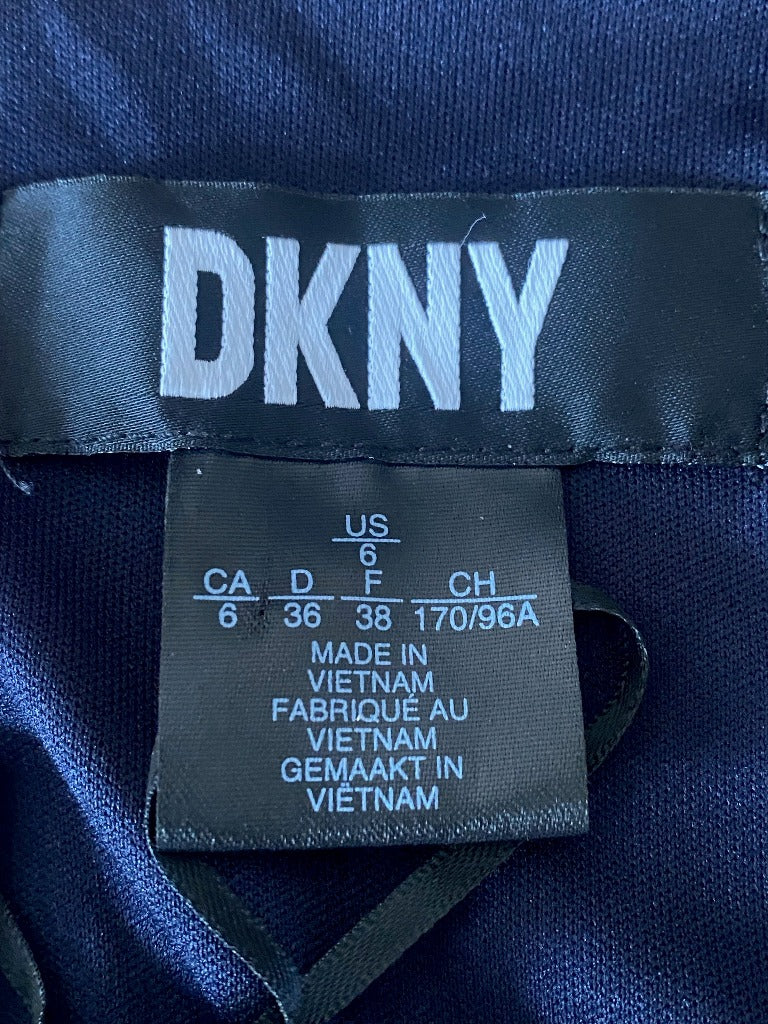 DKNY
US
6
CA D F CH
6 36 38 170/96A
MADE IN
VIETNAM
FABRIQUÉ AU
VIETNAM
GEMAAKT IN
VIËTNAM